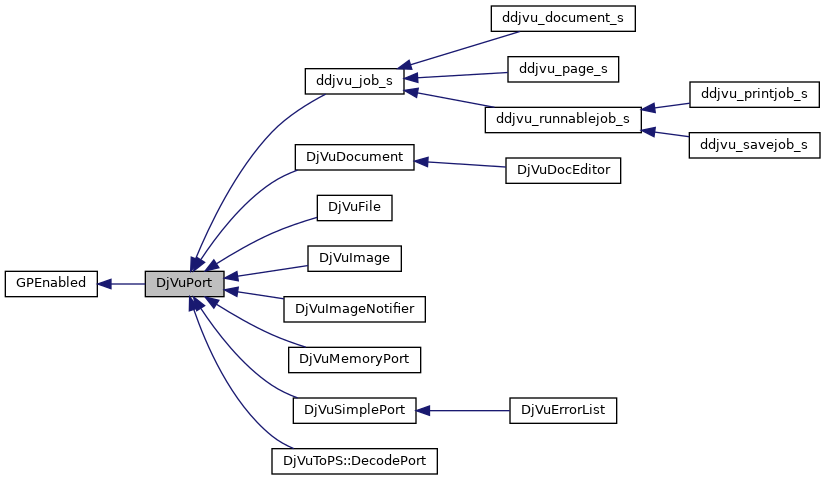 ddjvu_document_s
ddjvu_page_s
ddjvu_job_s
ddjvu_printjob_s
ddjvu_runnablejob_s
ddjvu_savejob_s
DjVuDocument
DjVuDocEditor
DjVuFile
DjVuImage
GPEnabled
DjVuPort
DjVuImageNotifier
DjVuMemoryPort
DjVuSimplePort
DjVuErrorList
DjVuToPS::DecodePort